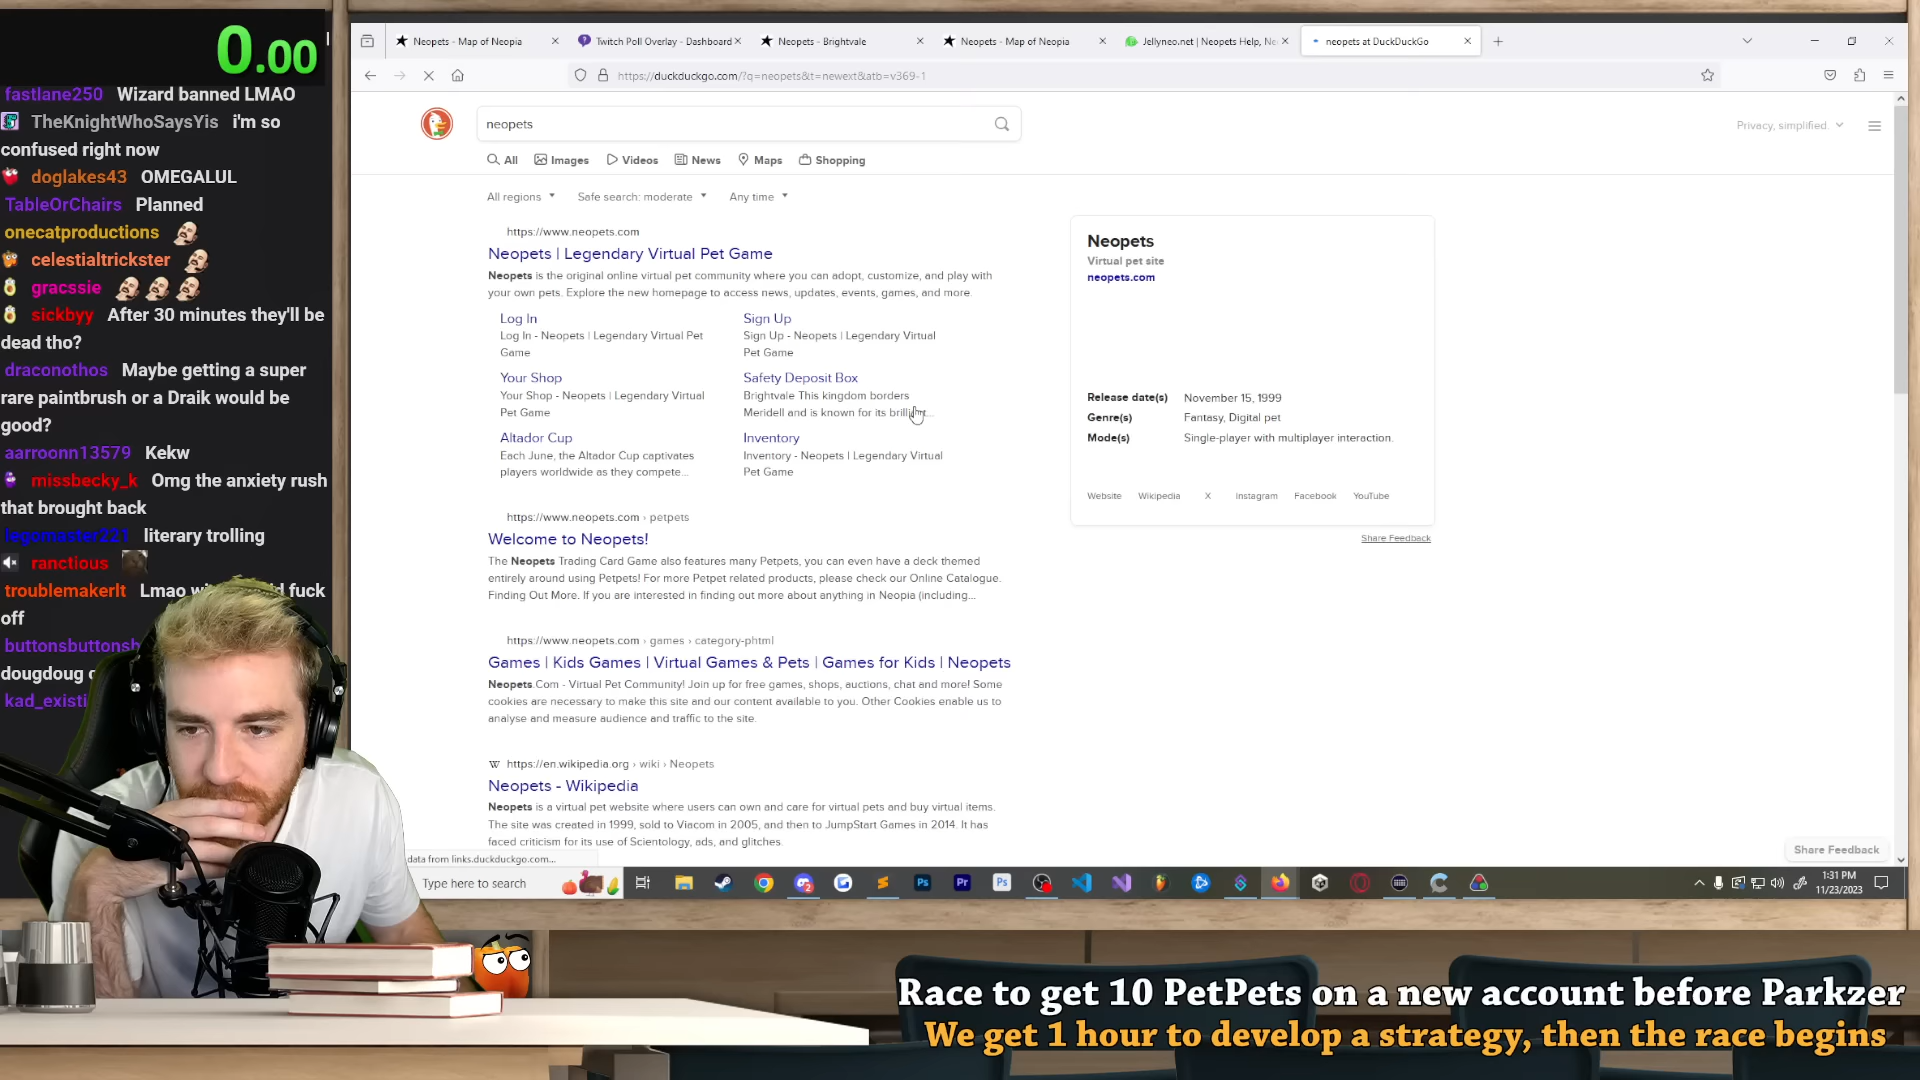 0.00
fastlane250 Wizard banned LMAO
TheKnightWhoSaysYis i'm so
confused right now
doglakes43 OMEGALUL
TableOrChairs Planned
onecatproductions
celestialtrickster
gracssie
sickbyy After 30 minutes they'll be
dead tho?
draconothos Maybe getting a super
rare paintbrush or a Draik would be
good?
aarroonn13579 Kekw
missbecky_k Omg the anxiety rush
that brought back
legomaster221 literary trolling
ranctious
troublemakerlt Lmao fuck
off
buttonsbuttonsb
dougdoug
kad_existi
Neopets - Map of Neopia
Twitch Poll Overlay - Dashboard
Neopets - Brightvale
Neopets - Map of Neopia
Jellyneo.net | Neopets Help, Ne
neopets at DuckDuckGo
https://duckduckgo.com/?q=neopets&t=newext&atb=v369-1
neopets
Privacy, simplified.
All Images Videos News Maps Shopping
All regions Safe search: moderate Any time
https://www.neopets.com
Neopets | Legendary Virtual Pet Game
Neopets is the original online virtual pet community where you can adopt, customize, and play with
your own pets. Explore the new homepage to access news, updates, events, games, and more.
Log In
Log In - Neopets | Legendary Virtual Pet
Game
Sign Up
Sign Up - Neopets | Legendary Virtual
Pet Game
Your Shop
Your Shop - Neopets | Legendary Virtual
Pet Game
Safety Deposit Box
Brightvale This kingdom borders
Meridell and is known for its
Altador Cup
Each June, the Altador Cup captivates
players worldwide as they compete...
Inventory
Inventory - Neopets | Legendary Virtual
Pet Game
https://www.neopets.com › petpets
Welcome to Neopets!
The Neopets Trading Card Game also features many Petpets, you can even have a deck themed
entirely around using Petpets! For more Petpet related products, please check our Online Catalogue.
Finding Out More. If you are interested in finding out more about anything in Neopia (including...
https://www.neopets.com › games › category-phtml
Games | Kids Games | Virtual Games & Pets | Games for Kids | Neopets
Neopets.Com - Virtual Pet Community! Join up for free games, shops, auctions, chat and more! Some
cookies are necessary to make this site and our content available to you. Other Cookies enable us to
analyse and measure audience and traffic to the site.
W https://en.wikipedia.org › wiki › Neopets
Neopets - Wikipedia
Neopets is a virtual pet website where users can own and care for virtual pets and buy virtual items.
The site was created in 1999, sold to Viacom in 2005, and then to JumpStart Games in 2014. It has
faced criticism for its use of Scientology, ads, and glitches.
Neopets
Virtual pet site
neopets.com
Release date(s) November 15, 1999
Genre(s) Fantasy, Digital pet
Mode(s) Single-player with multiplayer interaction.
Website Wikipedia X Instagram Facebook YouTube
Share Feedback
Share Feedback
data from links.duckduckgo.com...
Type here to search
Ps
Pr
Ps
1:31 PM
11/23/2023
Race to get 10 PetPets on a new account before Parkzer
We get 1 hour to develop a strategy, then the race begins